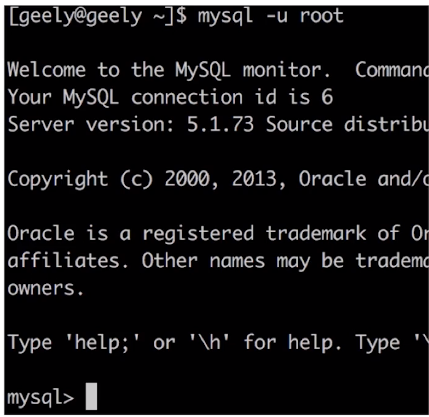 [geely@geely ~]$ mysql -u root
Welcome to the MySQL monitor.  Command
Your MySQL connection id is 6
Server version: 5.1.73 Source distribu
Copyright (c) 2000, 2013, Oracle and/o
Oracle is a registered trademark of Or
affiliates. Other names may be tradema
owners.
Type 'help;' or '\h' for help. Type '\
mysql>